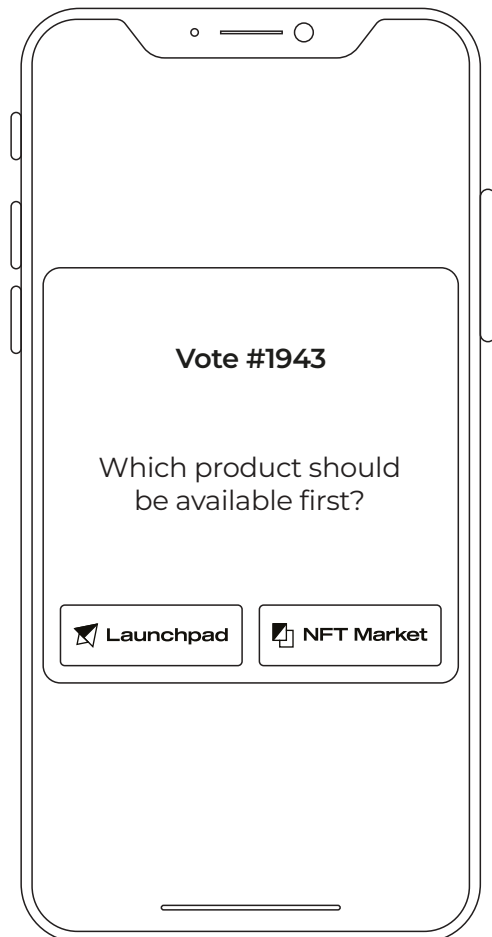 Vote #1943
Which product should
be available first?
Launchpad
NFT Market